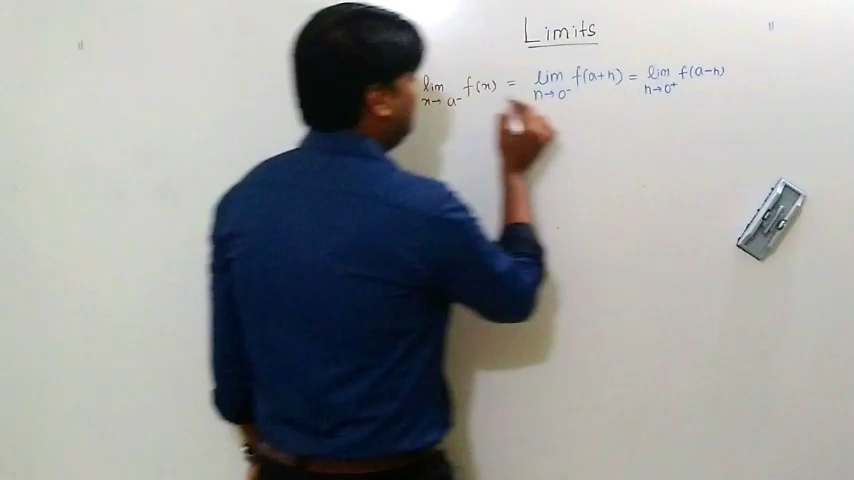 Limits
lim f(x) = lim f(a+h) = lim f(a-h)
x→a⁻ h→0⁻ h→0⁺